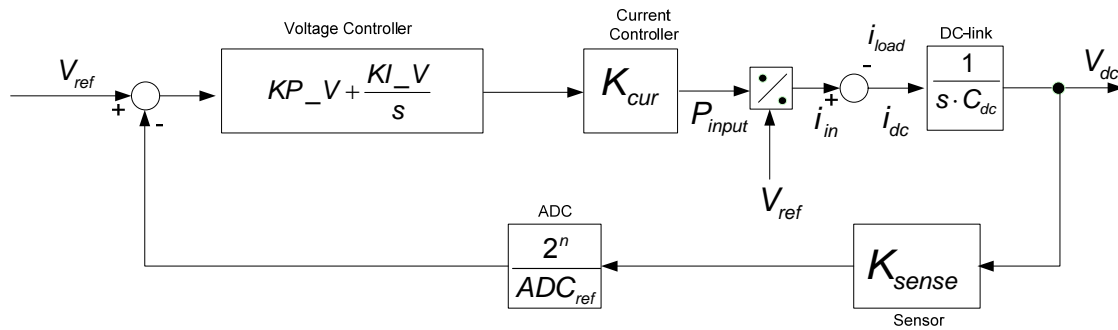 Voltage Controller
Current
Controller
DC-link
V_ref
+
-
KP_V + KI_V / s
K_cur
P_input
V_ref
i_in
+
-
i_load
i_dc
1 / s · C_dc
V_dc
ADC
2^n / ADC_ref
K_sense
Sensor